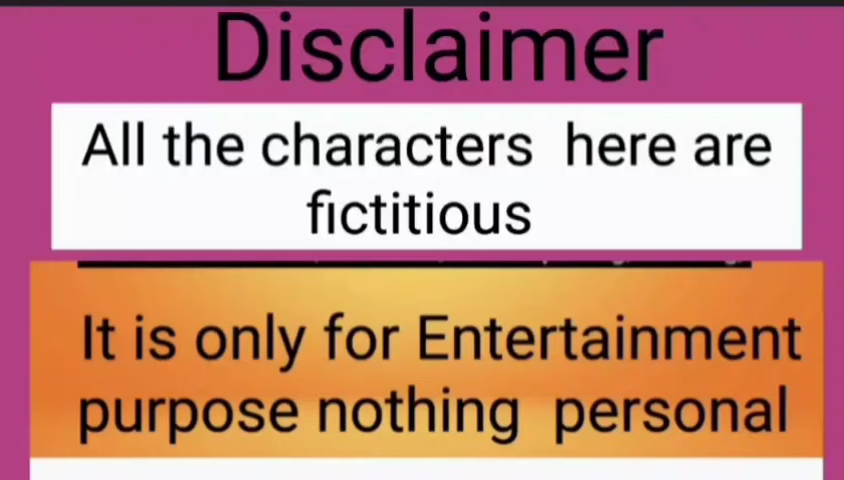 Disclaimer
All the characters here are
fictitious
It is only for Entertainment
purpose nothing personal